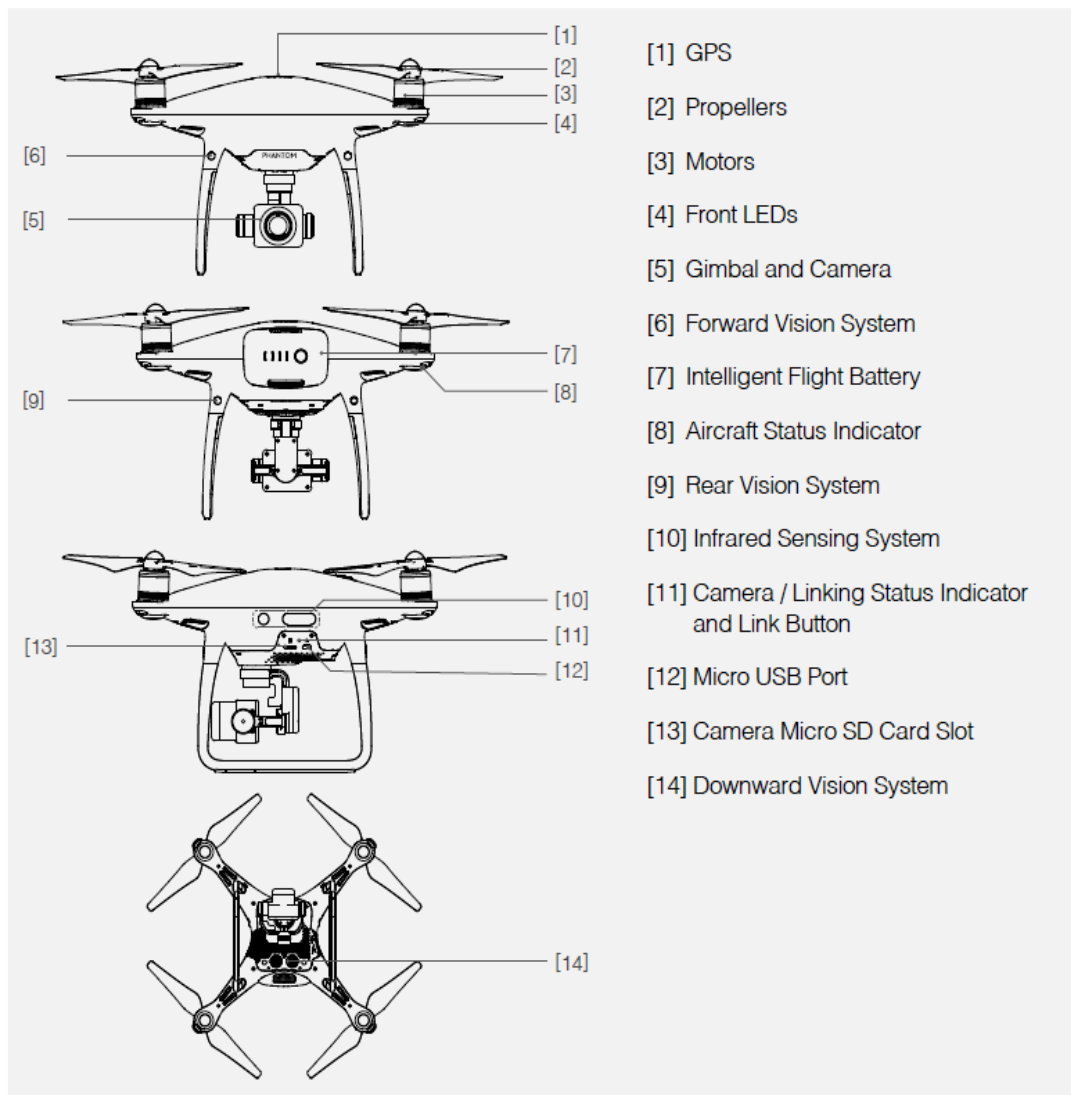 [1]
[2]
[3]
[4]
[6]
PHANTOM
[5]
[7]
[8]
[9]
[10]
[11]
[13]
[12]
[14]
[1] GPS
[2] Propellers
[3] Motors
[4] Front LEDs
[5] Gimbal and Camera
[6] Forward Vision System
[7] Intelligent Flight Battery
[8] Aircraft Status Indicator
[9] Rear Vision System
[10] Infrared Sensing System
[11] Camera / Linking Status Indicator
and Link Button
[12] Micro USB Port
[13] Camera Micro SD Card Slot
[14] Downward Vision System